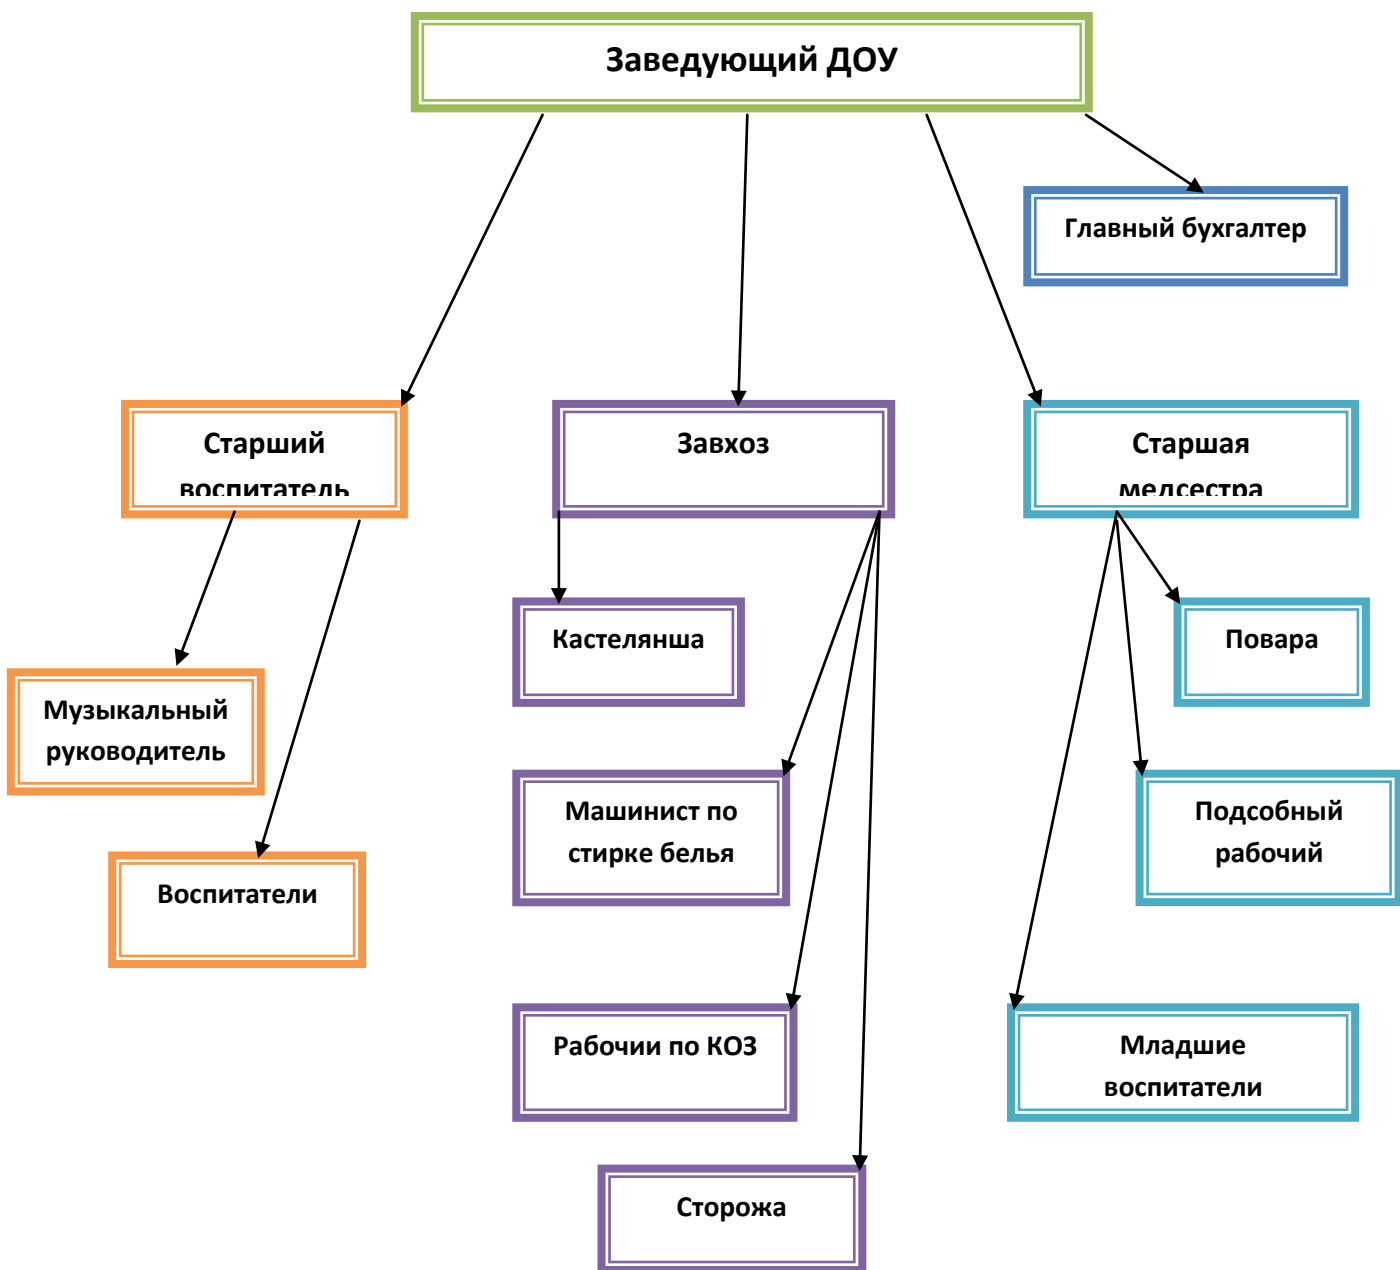 Заведующий ДОУ
Главный бухгалтер
Старший
воспитатель
Завхоз
Старшая
медсестра
Кастелянша
Повара
Музыкальный
руководитель
Машинист по
стирке белья
Подсобный
рабочий
Воспитатели
Рабочии по КОЗ
Младшие
воспитатели
Сторожа